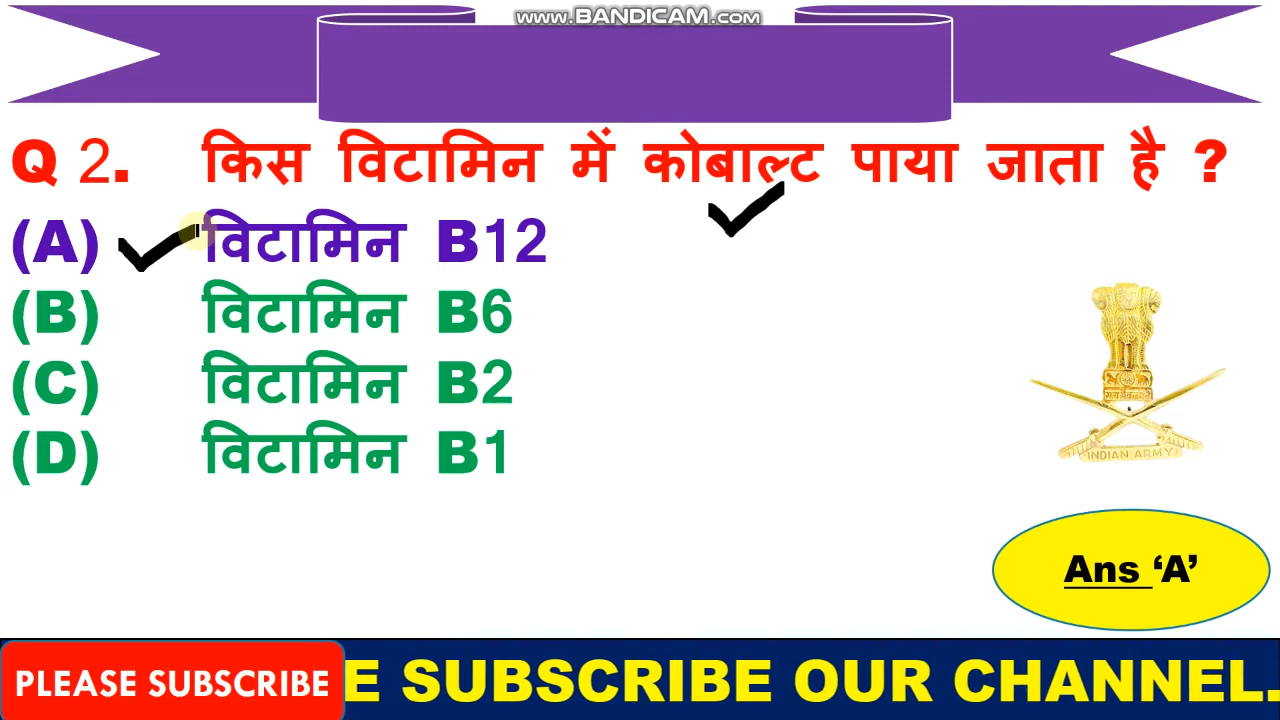 www.BANDICAM.com
Q 2. किस विटामिन में कोबाल्ट पाया जाता है ?
(A) विटामिन B12
(B) विटामिन B6
(C) विटामिन B2
(D) विटामिन B1
INDIAN ARMY
Ans ‘A’
PLEASE SUBSCRIBE
E SUBSCRIBE OUR CHANNEL.